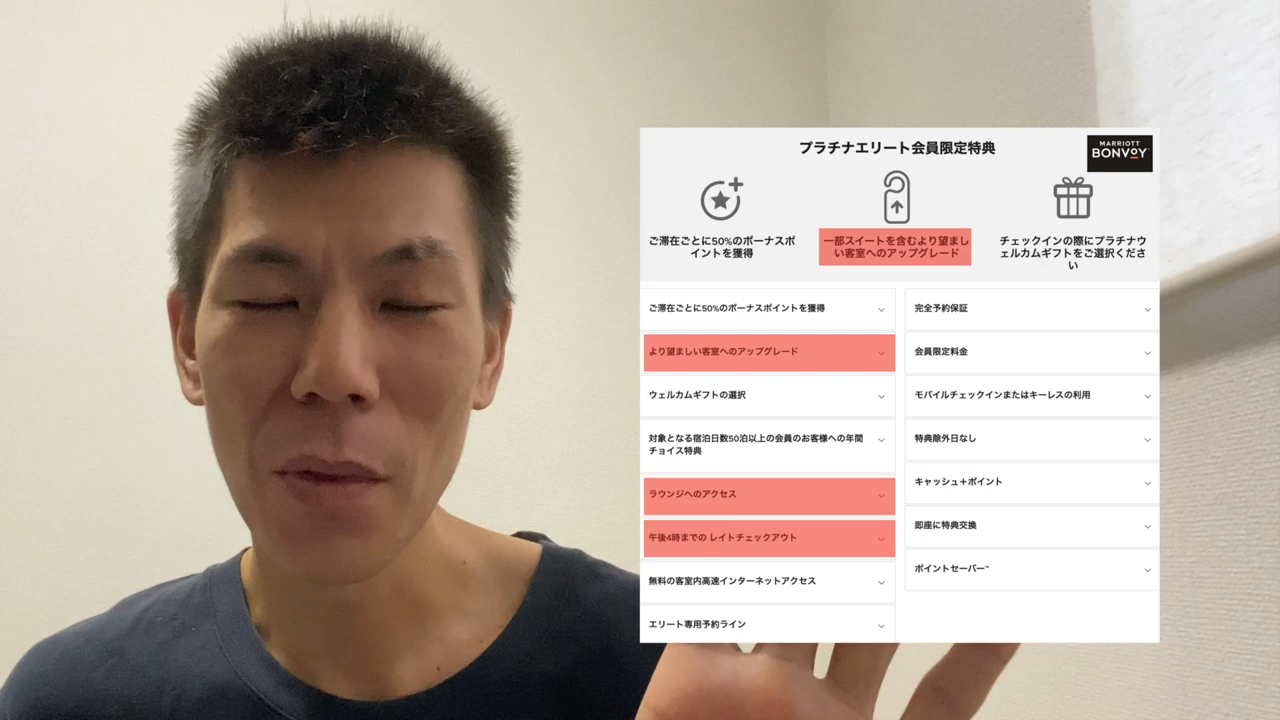 プラチナエリート会員限定特典
MARRIOTT
BONVOY
ご滞在ごとに50%のボーナスポ
イントを獲得
一部スイートを含むより望まし
い客室へのアップグレード
チェックインの際にプラチナウ
ェルカムギフトをご選択くださ
い
ご滞在ごとに50%のボーナスポイントを獲得
より望ましい客室へのアップグレード
ウェルカムギフトの選択
対象となる宿泊日数50泊以上の会員のお客様への年間
チョイス特典
ラウンジへのアクセス
午後4時までの レイトチェックアウト
無料の客室内高速インターネットアクセス
エリート専用予約ライン
完全予約保証
会員限定料金
モバイルチェックインまたはキーレスの利用
特典除外日なし
キャッシュ+ポイント
即座に特典交換
ポイントセーバー™